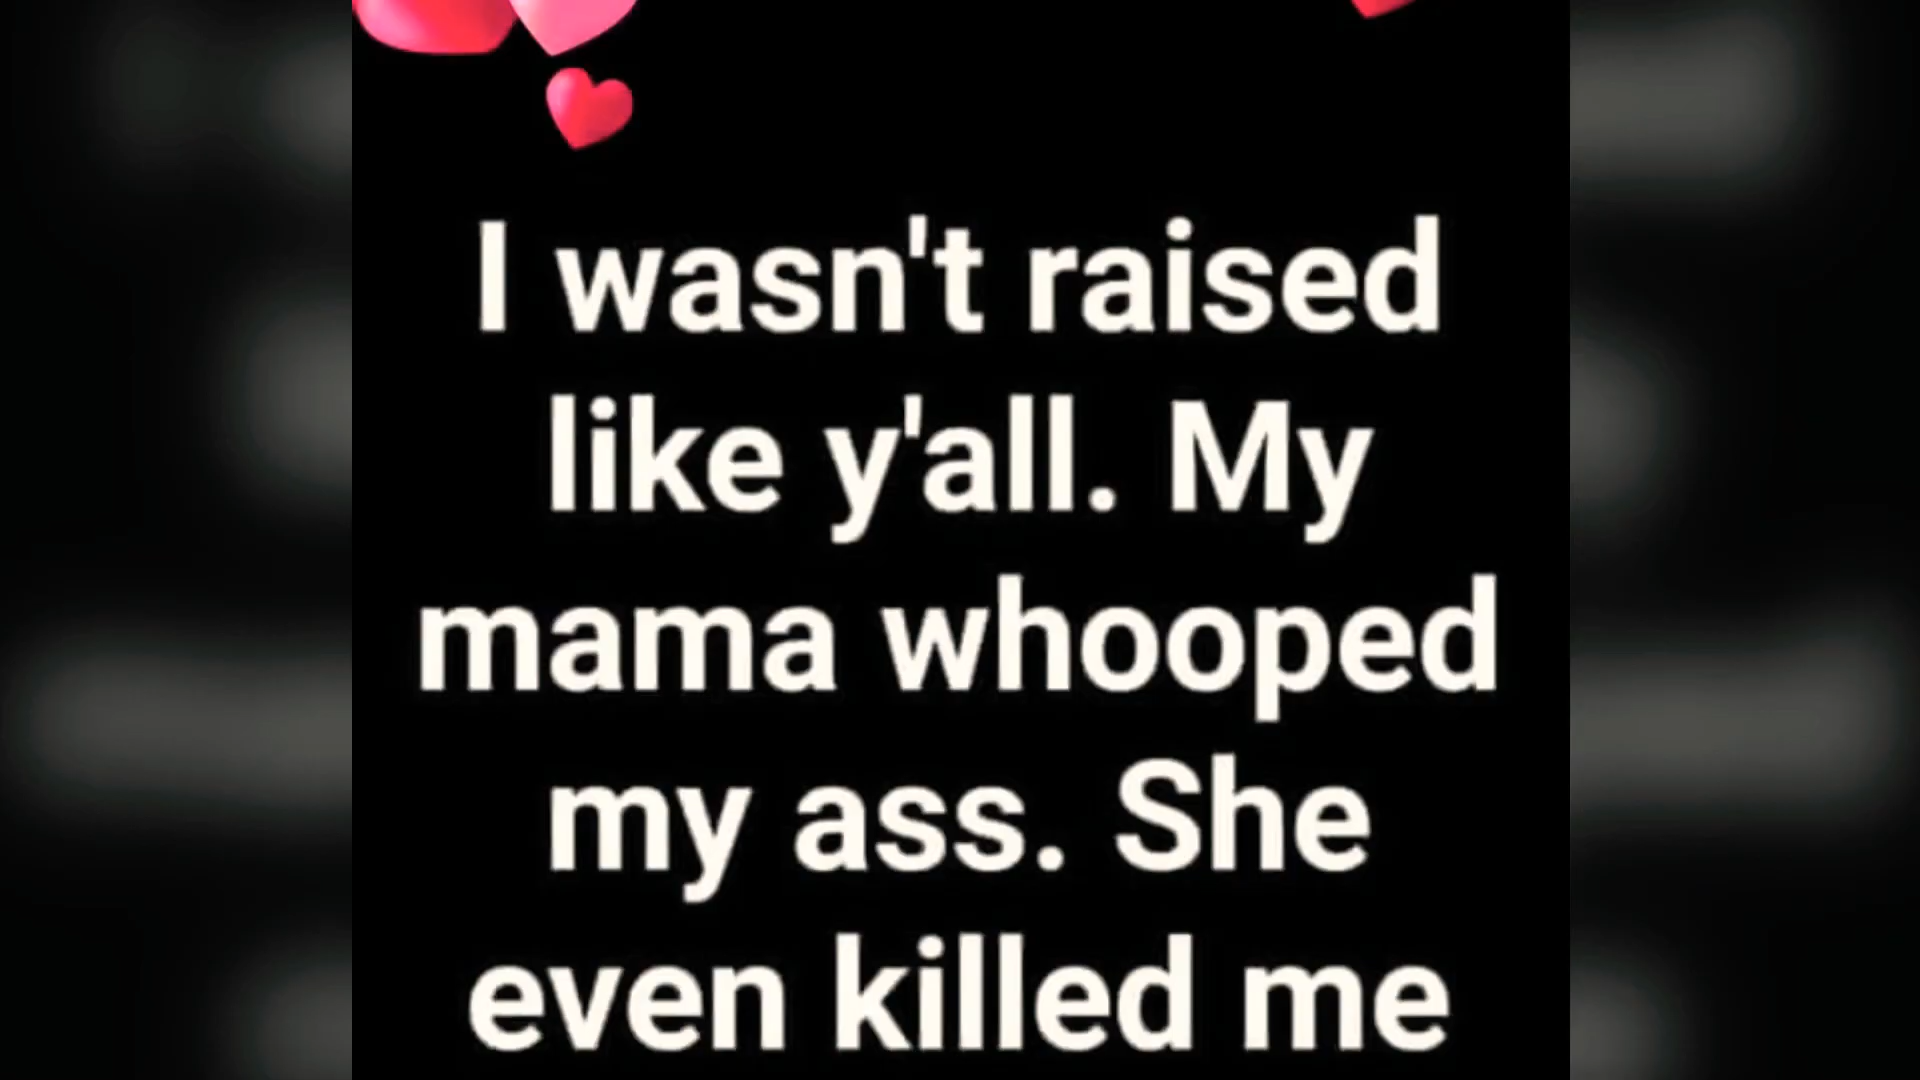 I wasn't raised
like y'all. My
mama whooped
my ass. She
even killed me